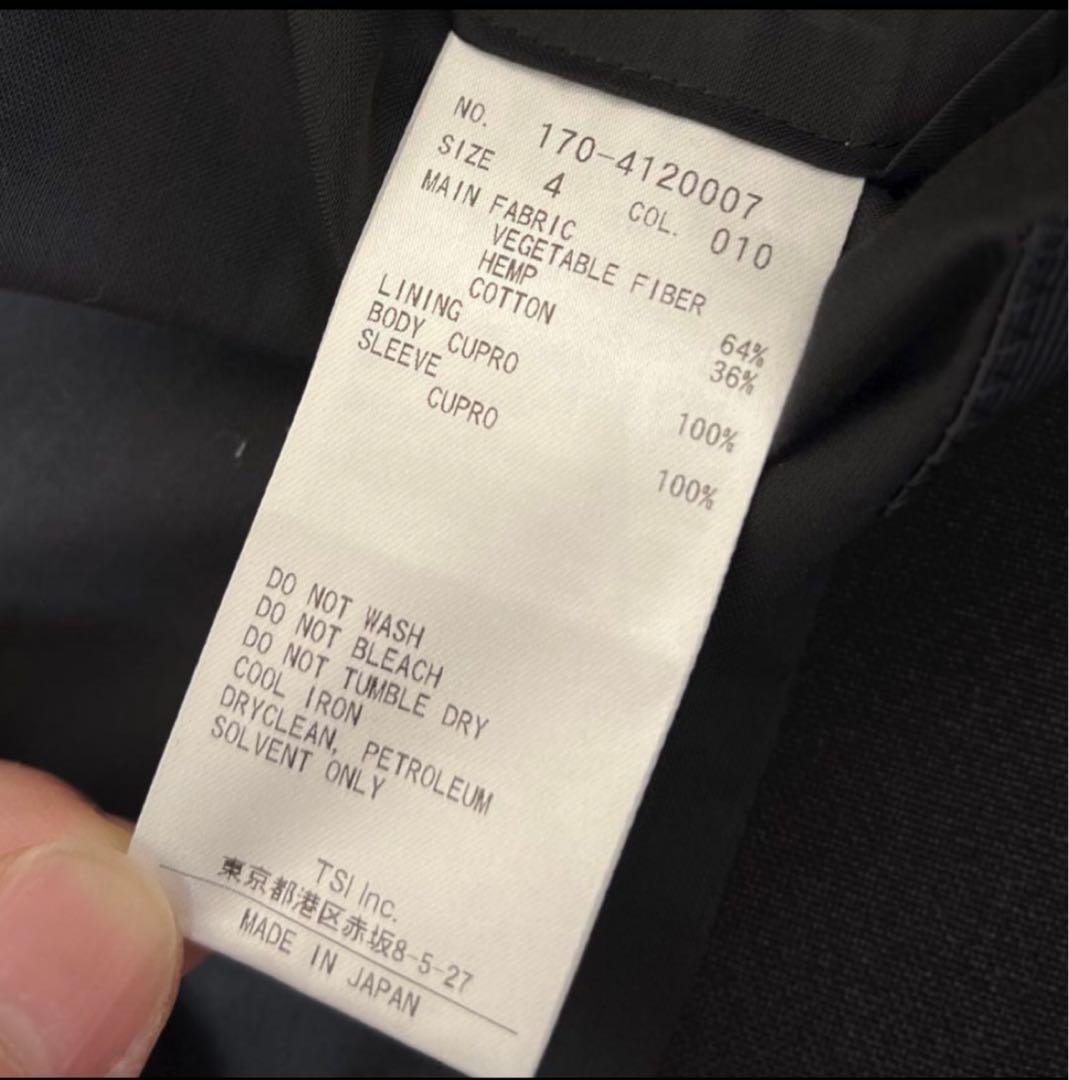 NO. 170-4120007
SIZE 4 COL. 010
MAIN FABRIC
VEGETABLE FIBER
HEMP 64%
COTTON 36%
LINING
BODY CUPRO 100%
SLEEVE
CUPRO 100%
DO NOT WASH
DO NOT BLEACH
DO NOT TUMBLE DRY
COOL IRON
DRYCLEAN, PETROLEUM
SOLVENT ONLY
TSI Inc.
東京都港区赤坂8-5-27
MADE IN JAPAN